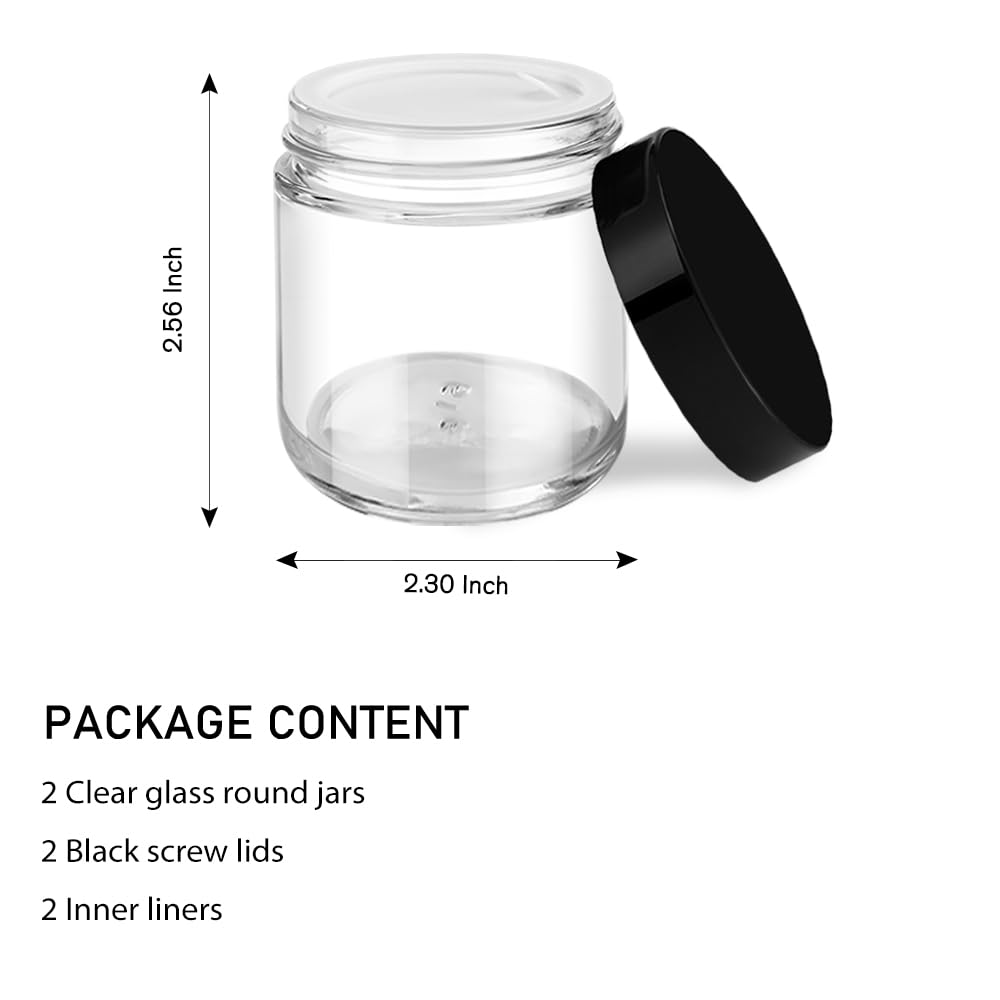 2.56 Inch
2.30 Inch
PACKAGE CONTENT
2 Clear glass round jars
2 Black screw lids
2 Inner liners